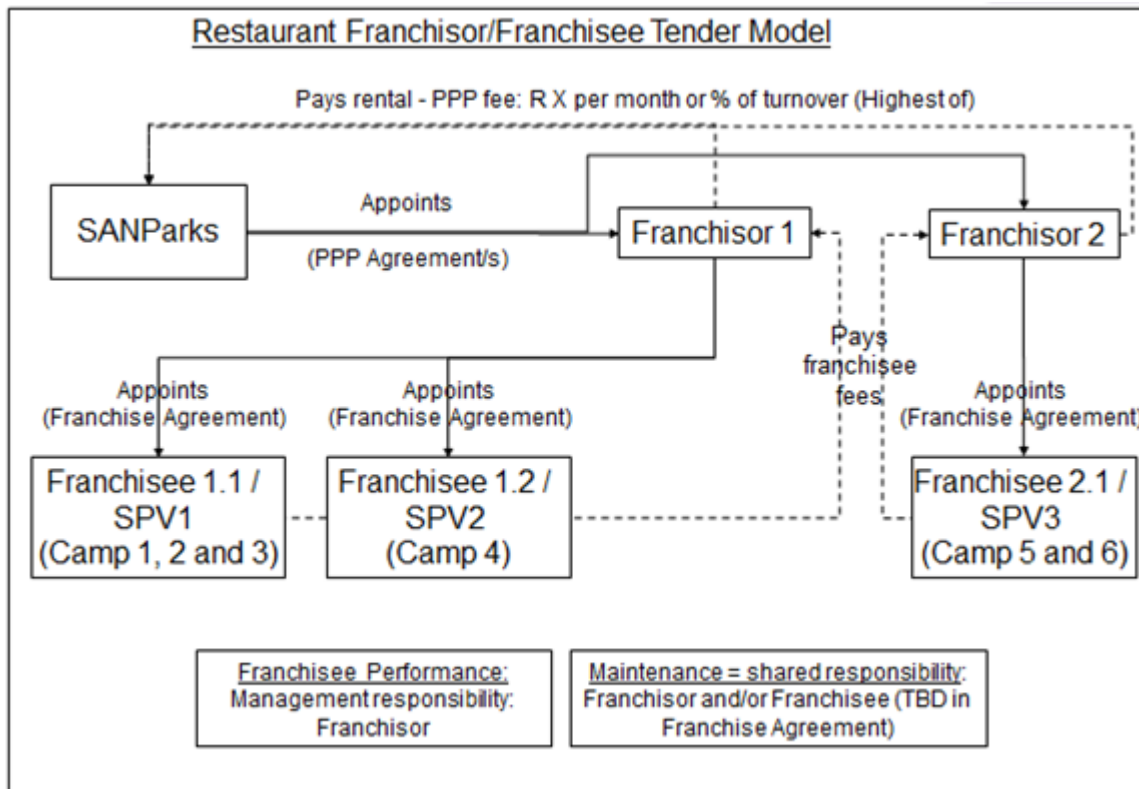 Restaurant Franchisor/Franchisee Tender Model
Pays rental - PPP fee: R X per month or % of turnover (Highest of)
SANParks
Appoints
(PPP Agreement/s)
Franchisor 1
Franchisor 2
Pays
franchisee
fees
Appoints
(Franchise Agreement)
Appoints
(Franchise Agreement)
Appoints
(Franchise Agreement)
Franchisee 1.1 /
SPV1
(Camp 1, 2 and 3)
Franchisee 1.2 /
SPV2
(Camp 4)
Franchisee 2.1 /
SPV3
(Camp 5 and 6)
Franchisee Performance:
Management responsibility:
Franchisor
Maintenance = shared responsibility:
Franchisor and/or Franchisee (TBD in
Franchise Agreement)